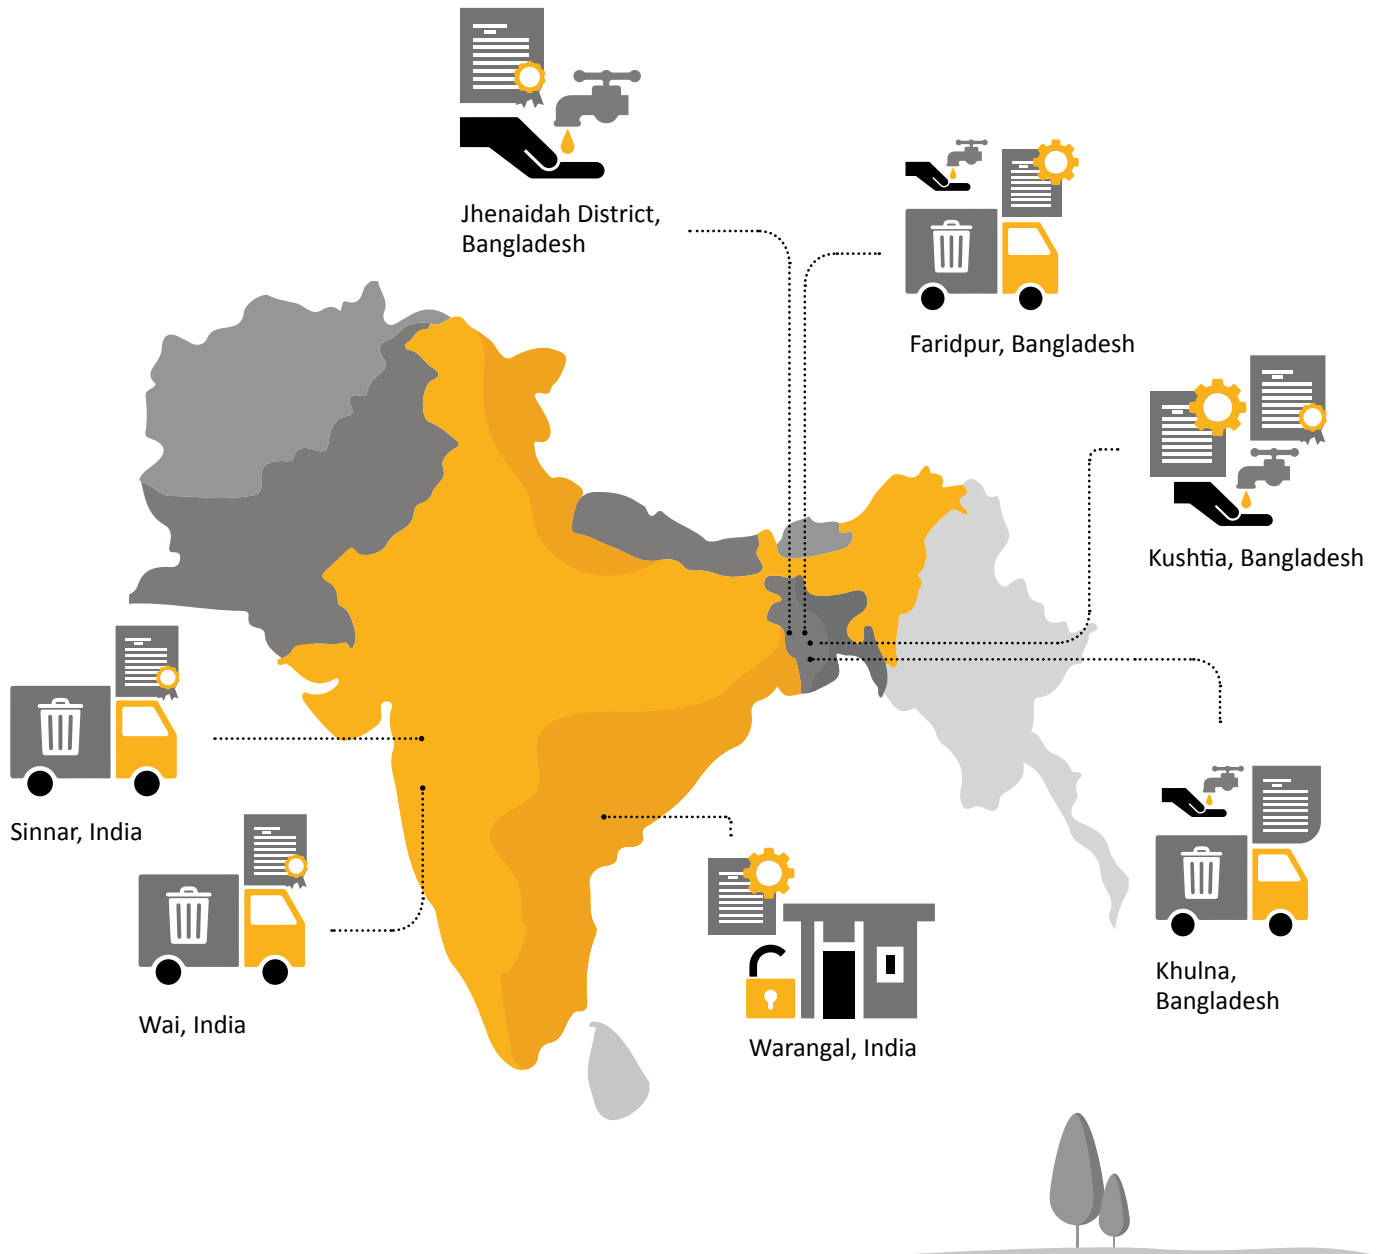 Jhenaidah District,
Bangladesh
Faridpur, Bangladesh
Kushtia, Bangladesh
Sinnar, India
Wai, India
Warangal, India
Khulna,
Bangladesh